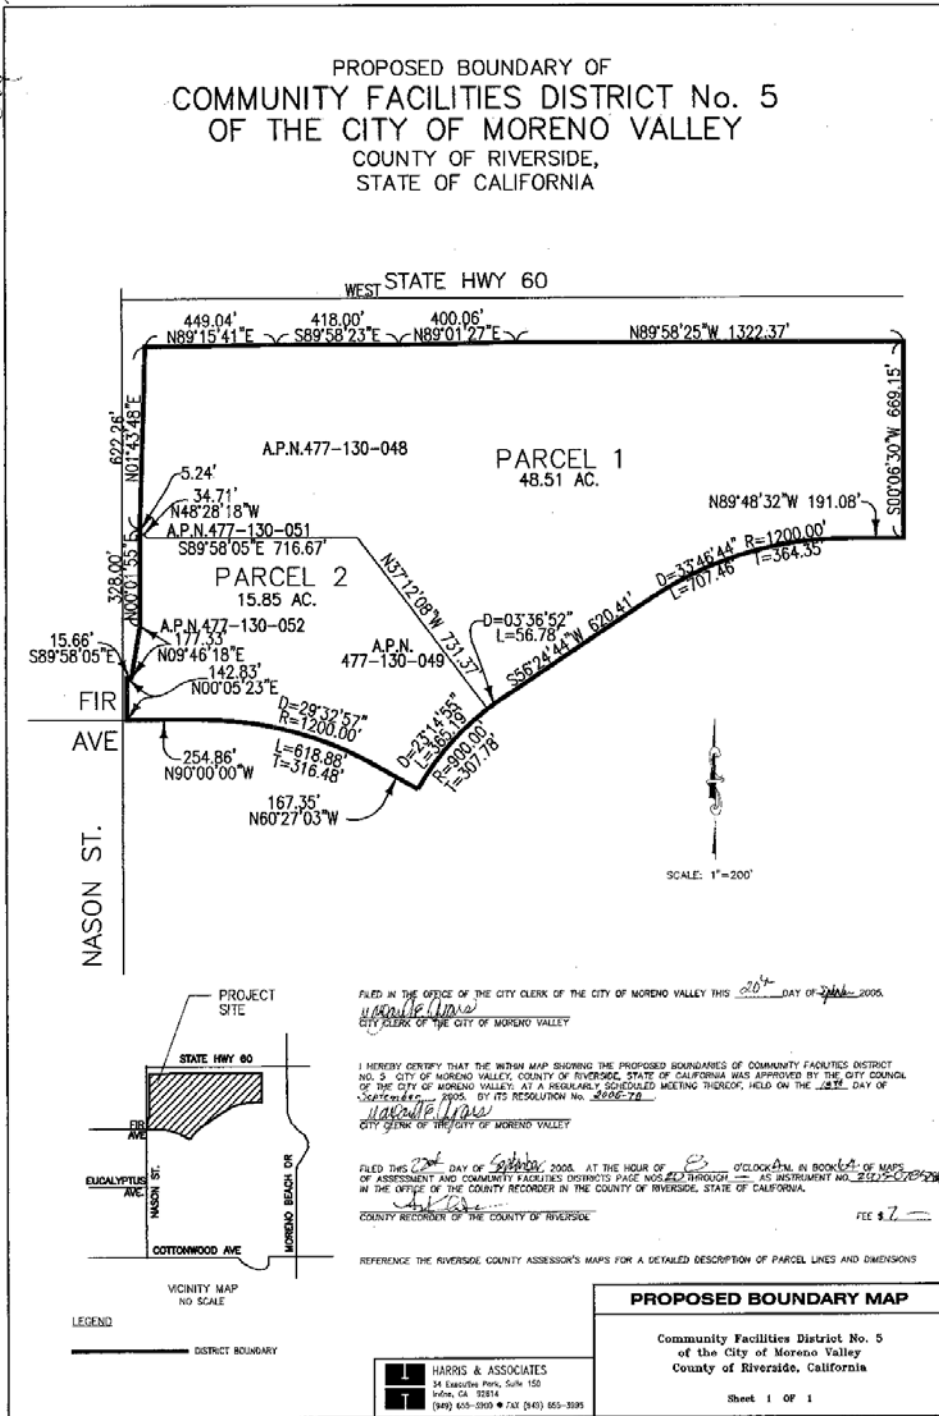 PROPOSED BOUNDARY OF
COMMUNITY FACILITIES DISTRICT No. 5
OF THE CITY OF MORENO VALLEY
COUNTY OF RIVERSIDE,
STATE OF CALIFORNIA
WEST STATE HWY 60
449.04'
N89°15'41"E
418.00'
S89°58'23"E
400.06'
N89°01'27"E
N89°58'25"W 1322.37'
622.26'
N01°43'48"E
S00°06'30"W 669.15'
A.P.N.477-130-048
PARCEL 1
48.51 AC.
5.24'
34.71'
N48°28'18"W
N89°48'32"W 191.08'
A.P.N.477-130-051
S89°58'05"E 716.67'
328.00'
N00°01'55"E
PARCEL 2
15.85 AC.
N37°12'08"W 731.37'
D=33°46'44" R=1200.00'
L=707.46' T=364.35'
A.P.N.477-130-052
177.33'
N09°46'18"E
15.66'
S89°58'05"E
142.83'
N00°05'23"E
A.P.N.
477-130-049
D=03°36'52"
L=56.78'
S56°24'44"W 620.41'
FIR
AVE
D=29°32'57"
R=1200.00'
L=618.88'
T=316.48'
D=23°14'55"
L=365.19'
R=900.00'
T=307.78'
254.86'
N90°00'00"W
167.35'
N60°27'03"W
NASON ST.
SCALE: 1"=200'
PROJECT
SITE
STATE HWY 60
FIR
AVE
EUCALYPTUS
AVE.
NASON ST.
MORENO BEACH DR
COTTONWOOD AVE
VICINITY MAP
NO SCALE
LEGEND
DISTRICT BOUNDARY
FILED IN THE OFFICE OF THE CITY CLERK OF THE CITY OF MORENO VALLEY THIS 20th DAY OF 2005.
CITY CLERK OF THE CITY OF MORENO VALLEY
I HEREBY CERTIFY THAT THE WITHIN MAP SHOWING THE PROPOSED BOUNDARIES OF COMMUNITY FACILITIES DISTRICT
NO. 5 CITY OF MORENO VALLEY, COUNTY OF RIVERSIDE, STATE OF CALIFORNIA WAS APPROVED BY THE CITY COUNCIL
OF THE CITY OF MORENO VALLEY, AT A REGULARLY SCHEDULED MEETING THEREOF, HELD ON THE DAY OF
September, 2005, BY ITS RESOLUTION No.
CITY CLERK OF THE CITY OF MORENO VALLEY
FILED THIS 22nd DAY OF September, 2005, AT THE HOUR OF 8 O'CLOCK A.M. IN BOOK OF MAPS
OF ASSESSMENT AND COMMUNITY FACILITIES DISTRICTS PAGE NOS. 20 THROUGH — AS INSTRUMENT NO.
IN THE OFFICE OF THE COUNTY RECORDER IN THE COUNTY OF RIVERSIDE, STATE OF CALIFORNIA.
COUNTY RECORDER OF THE COUNTY OF RIVERSIDE
FEE $ 7. —
REFERENCE THE RIVERSIDE COUNTY ASSESSOR'S MAPS FOR A DETAILED DESCRIPTION OF PARCEL LINES AND DIMENSIONS
HARRIS & ASSOCIATES
34 Executive Park, Suite 150
Irvine, CA 92614
(949) 655-3900 • FAX (949) 655-3995
PROPOSED BOUNDARY MAP
Community Facilities District No. 5
of the City of Moreno Valley
County of Riverside, California
Sheet 1 OF 1